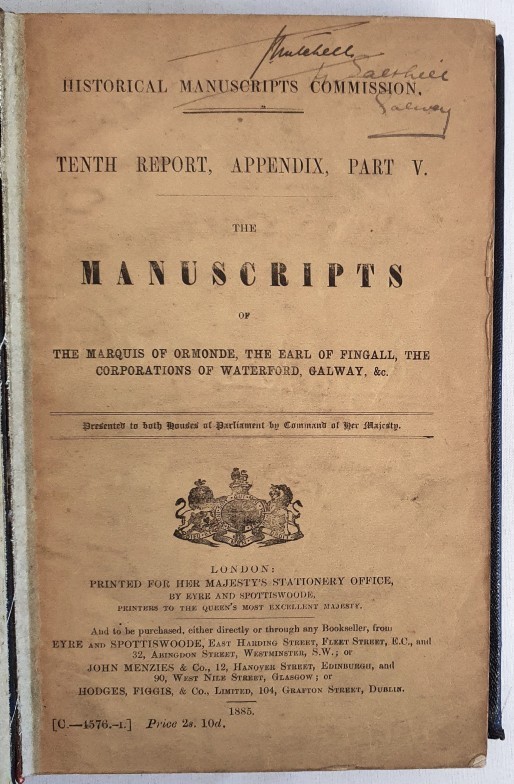 Mitchell
Salthill
Galway
HISTORICAL MANUSCRIPTS COMMISSION.
TENTH REPORT, APPENDIX, PART V.
THE
MANUSCRIPTS
OF
THE MARQUIS OF ORMONDE, THE EARL OF FINGALL, THE
CORPORATIONS OF WATERFORD, GALWAY, &c.
Presented to both Houses of Parliament by Command of Her Majesty.
LONDON:
PRINTED FOR HER MAJESTY'S STATIONERY OFFICE,
BY EYRE AND SPOTTISWOODE,
PRINTERS TO THE QUEEN'S MOST EXCELLENT MAJESTY.
And to be purchased, either directly or through any Bookseller, from
EYRE AND SPOTTISWOODE, EAST HARDING STREET, FLEET STREET, E.C., and
32, ABINGDON STREET, WESTMINSTER, S.W.; or
JOHN MENZIES & Co., 12, HANOVER STREET, EDINBURGH, and
90, WEST NILE STREET, GLASGOW; or
HODGES, FIGGIS, & Co., LIMITED, 104, GRAFTON STREET, DUBLIN.
1885.
[C.—4576.-I.] Price 2s. 10d.